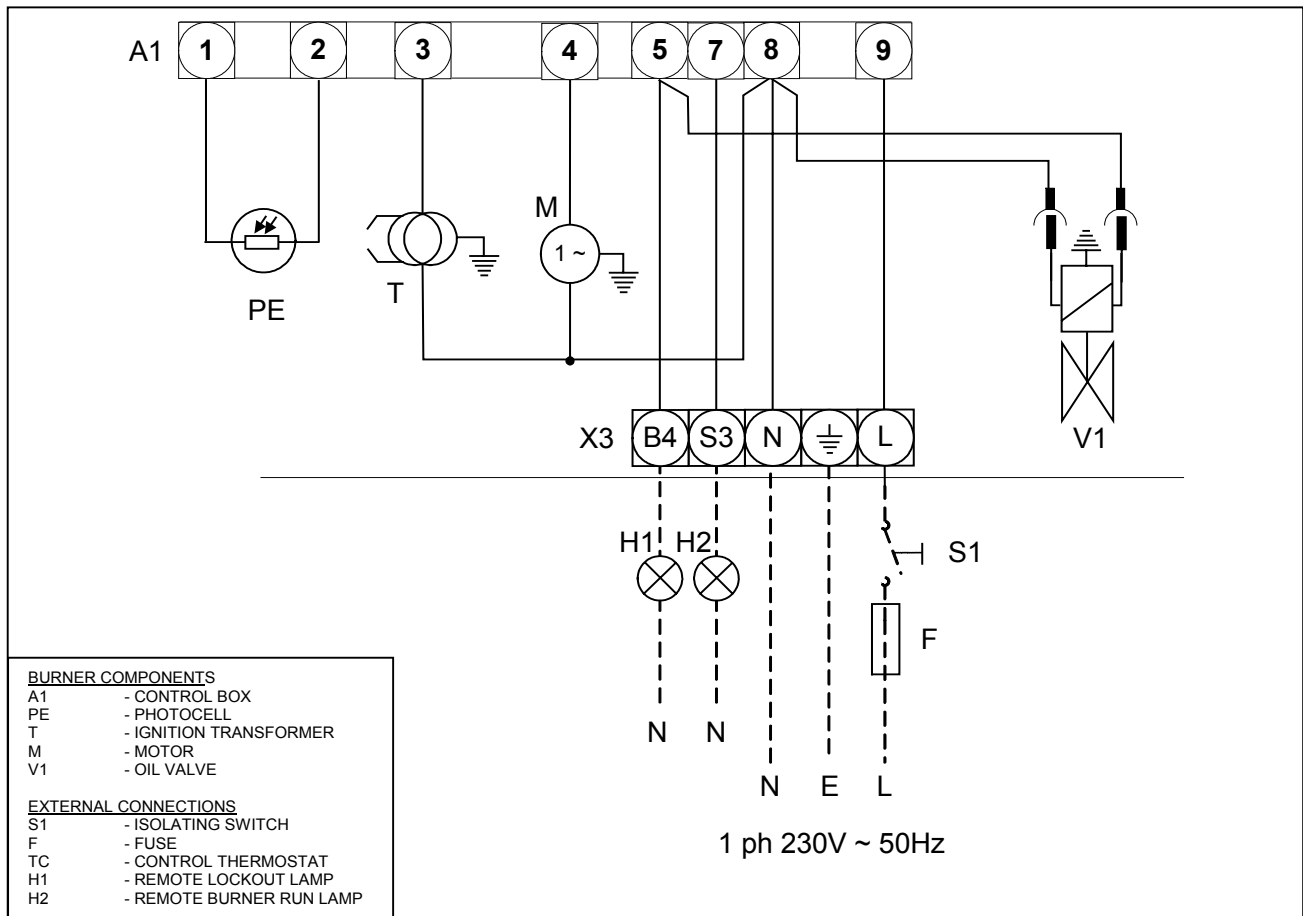 A1 1 2 3 4 5 7 8 9
M
1 ~
T
PE
X3 B4 S3 N L
V1
H1 H2
S1
F
N N
N E L
1 ph 230V ~ 50Hz
BURNER COMPONENTS
A1 - CONTROL BOX
PE - PHOTOCELL
T - IGNITION TRANSFORMER
M - MOTOR
V1 - OIL VALVE
EXTERNAL CONNECTIONS
S1 - ISOLATING SWITCH
F - FUSE
TC - CONTROL THERMOSTAT
H1 - REMOTE LOCKOUT LAMP
H2 - REMOTE BURNER RUN LAMP